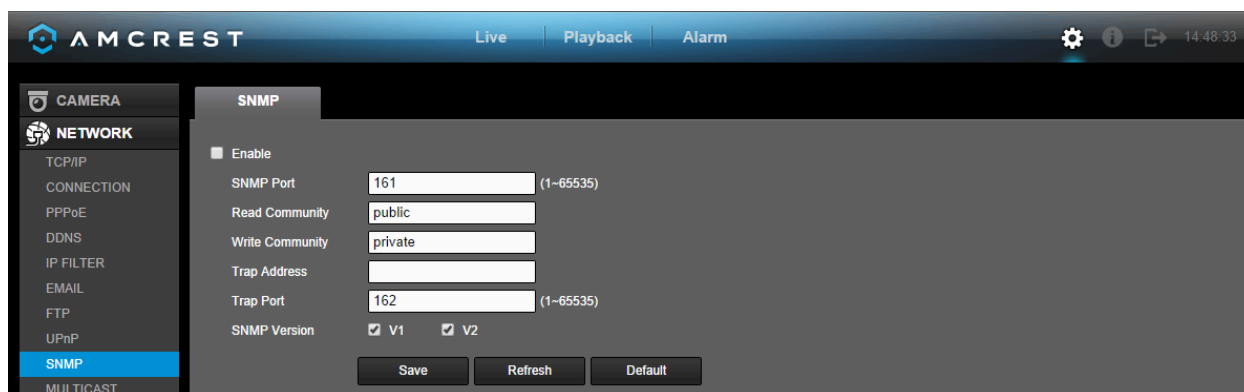 AMCREST Live Playback Alarm 14:48:33
CAMERA
NETWORK
TCP/IP
CONNECTION
PPPoE
DDNS
IP FILTER
EMAIL
FTP
UPnP
SNMP
MULTICAST
SNMP
Enable
SNMP Port 161 (1~65535)
Read Community public
Write Community private
Trap Address
Trap Port 162 (1~65535)
SNMP Version V1 V2
Save Refresh Default